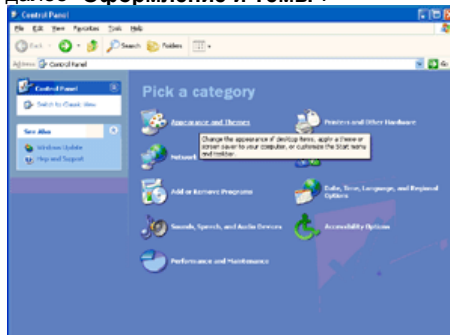 далее "Оформление и темы".
Control Panel
File Edit View Favorites Tools Help
Back Search Folders
Address Control Panel Go
Control Panel
Switch to Classic View
See Also
Windows Update
Help and Support
Pick a category
Appearance and Themes
Printers and Other Hardware
Change the appearance of desktop items, apply a theme or
screen saver to your computer, or customize the Start menu
and taskbar.
Network
Add or Remove Programs
Date, Time, Language, and Regional
Options
Sounds, Speech, and Audio Devices
Accessibility Options
Performance and Maintenance